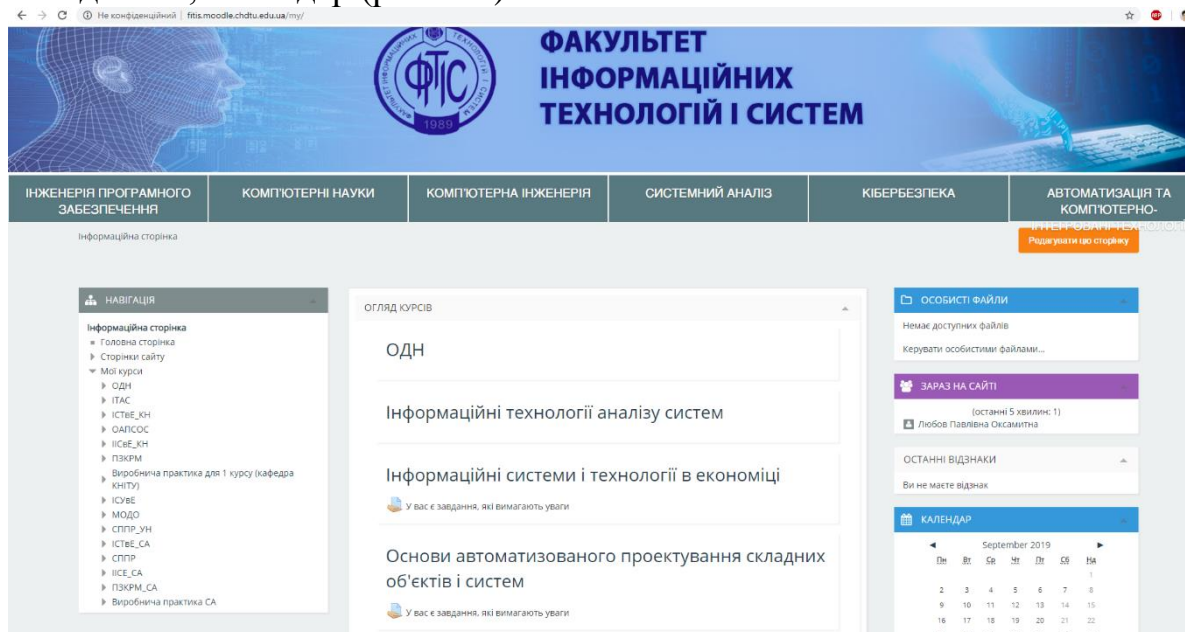 Не конфіденційний | fitis.moodle.chdtu.edu.ua/my/
ФТІС
1989
ФАКУЛЬТЕТ
ІНФОРМАЦІЙНИХ
ТЕХНОЛОГІЙ І СИСТЕМ
ІНЖЕНЕРІЯ ПРОГРАМНОГО
ЗАБЕЗПЕЧЕННЯ
КОМП'ЮТЕРНІ НАУКИ
КОМП'ЮТЕРНА ІНЖЕНЕРІЯ
СИСТЕМНИЙ АНАЛІЗ
КІБЕРБЕЗПЕКА
АВТОМАТИЗАЦІЯ ТА
КОМП'ЮТЕРНО-
Інформаційна сторінка
Редагувати цю сторінку
НАВІГАЦІЯ
Інформаційна сторінка
Головна сторінка
Сторінки сайту
Мої курси
ОДН
ІТАС
ІСТвЕ_КН
ОАПСОС
ІІСвЕ_КН
ПЗКРМ
Виробнича практика для 1 курсу (кафедра
КНІТУ)
ІСУвЕ
МОДО
СППР_УН
ІСТвЕ_СА
СППР
ІІСЕ_СА
ПЗКРМ_СА
Виробнича практика СА
ОГЛЯД КУРСІВ
ОДН
Інформаційні технології аналізу систем
Інформаційні системи і технології в економіці
У вас є завдання, які вимагають уваги
Основи автоматизованого проектування складних
об'єктів і систем
У вас є завдання, які вимагають уваги
ОСОБИСТІ ФАЙЛИ
Немає доступних файлів
Керувати особистими файлами...
ЗАРАЗ НА САЙТІ
(останні 5 хвилин: 1)
Любов Павлівна Оксамитна
ОСТАННІ ВІДЗНАКИ
Ви не маєте відзнак
КАЛЕНДАР
September 2019
Пн Вт Ср Чт Пт Сб Нд
1
2 3 4 5 6 7 8
9 10 11 12 13 14 15
16 17 18 19 20 21 22